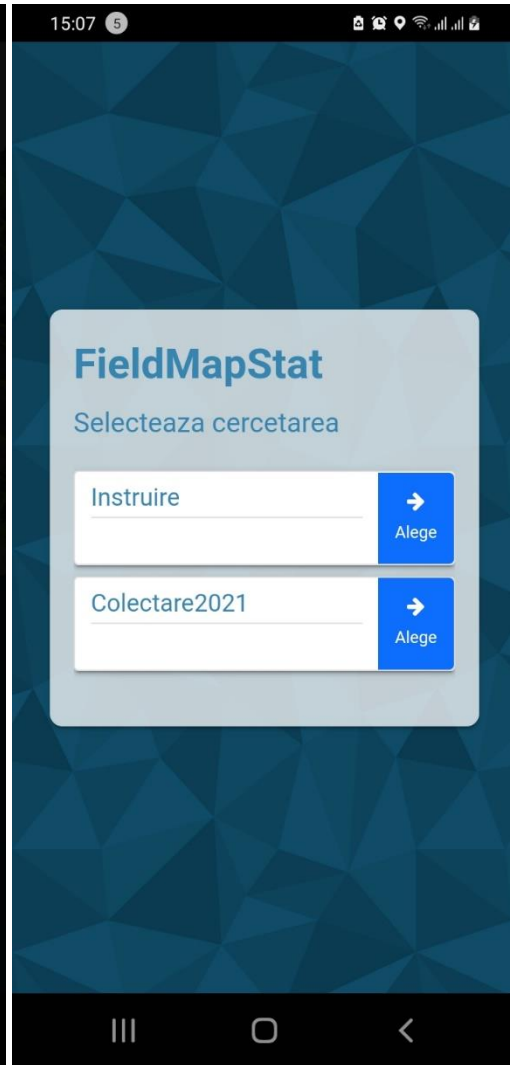 15:07 5
FieldMapStat
Selecteaza cercetarea
Instruire
Alege
Colectare2021
Alege